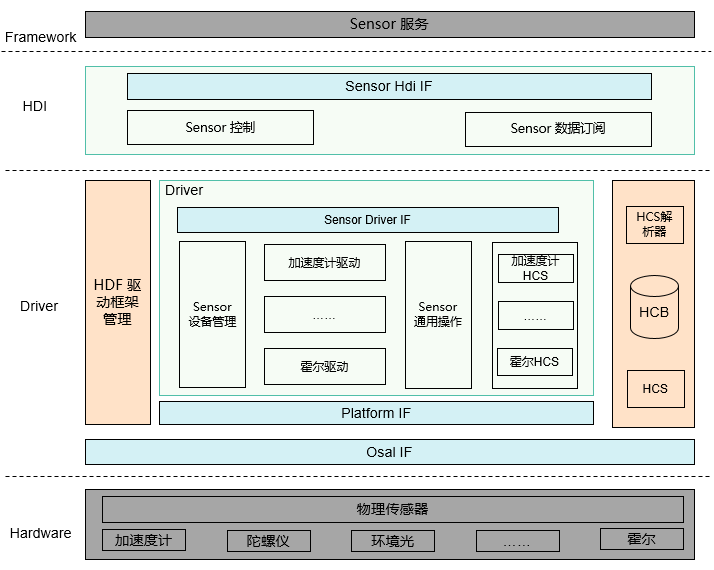 Framework
Sensor 服务
HDI
Sensor Hdi IF
Sensor 控制
Sensor 数据订阅
Driver
HDF 驱
动框架
管理
Driver
Sensor Driver IF
Sensor
设备管理
加速度计驱动
……
霍尔驱动
Sensor
通用操作
加速度计
HCS
……
霍尔HCS
HCS解
析器
HCB
HCS
Platform IF
Osal IF
Hardware
物理传感器
加速度计
陀螺仪
环境光
……
霍尔